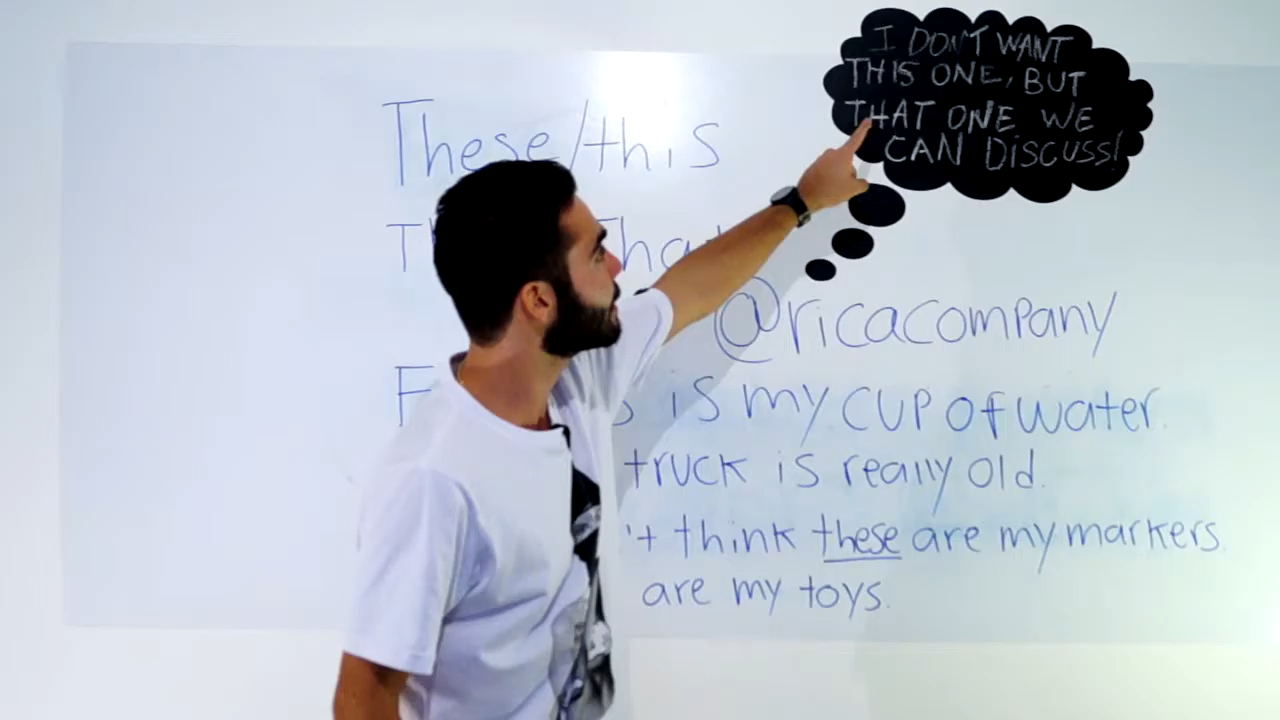 I DON'T WANT
THIS ONE, BUT
THAT ONE WE
CAN DISCUSS!
These/this
@ricacompany
is my cup of water.
truck is really old.
think these are my markers.
are my toys.